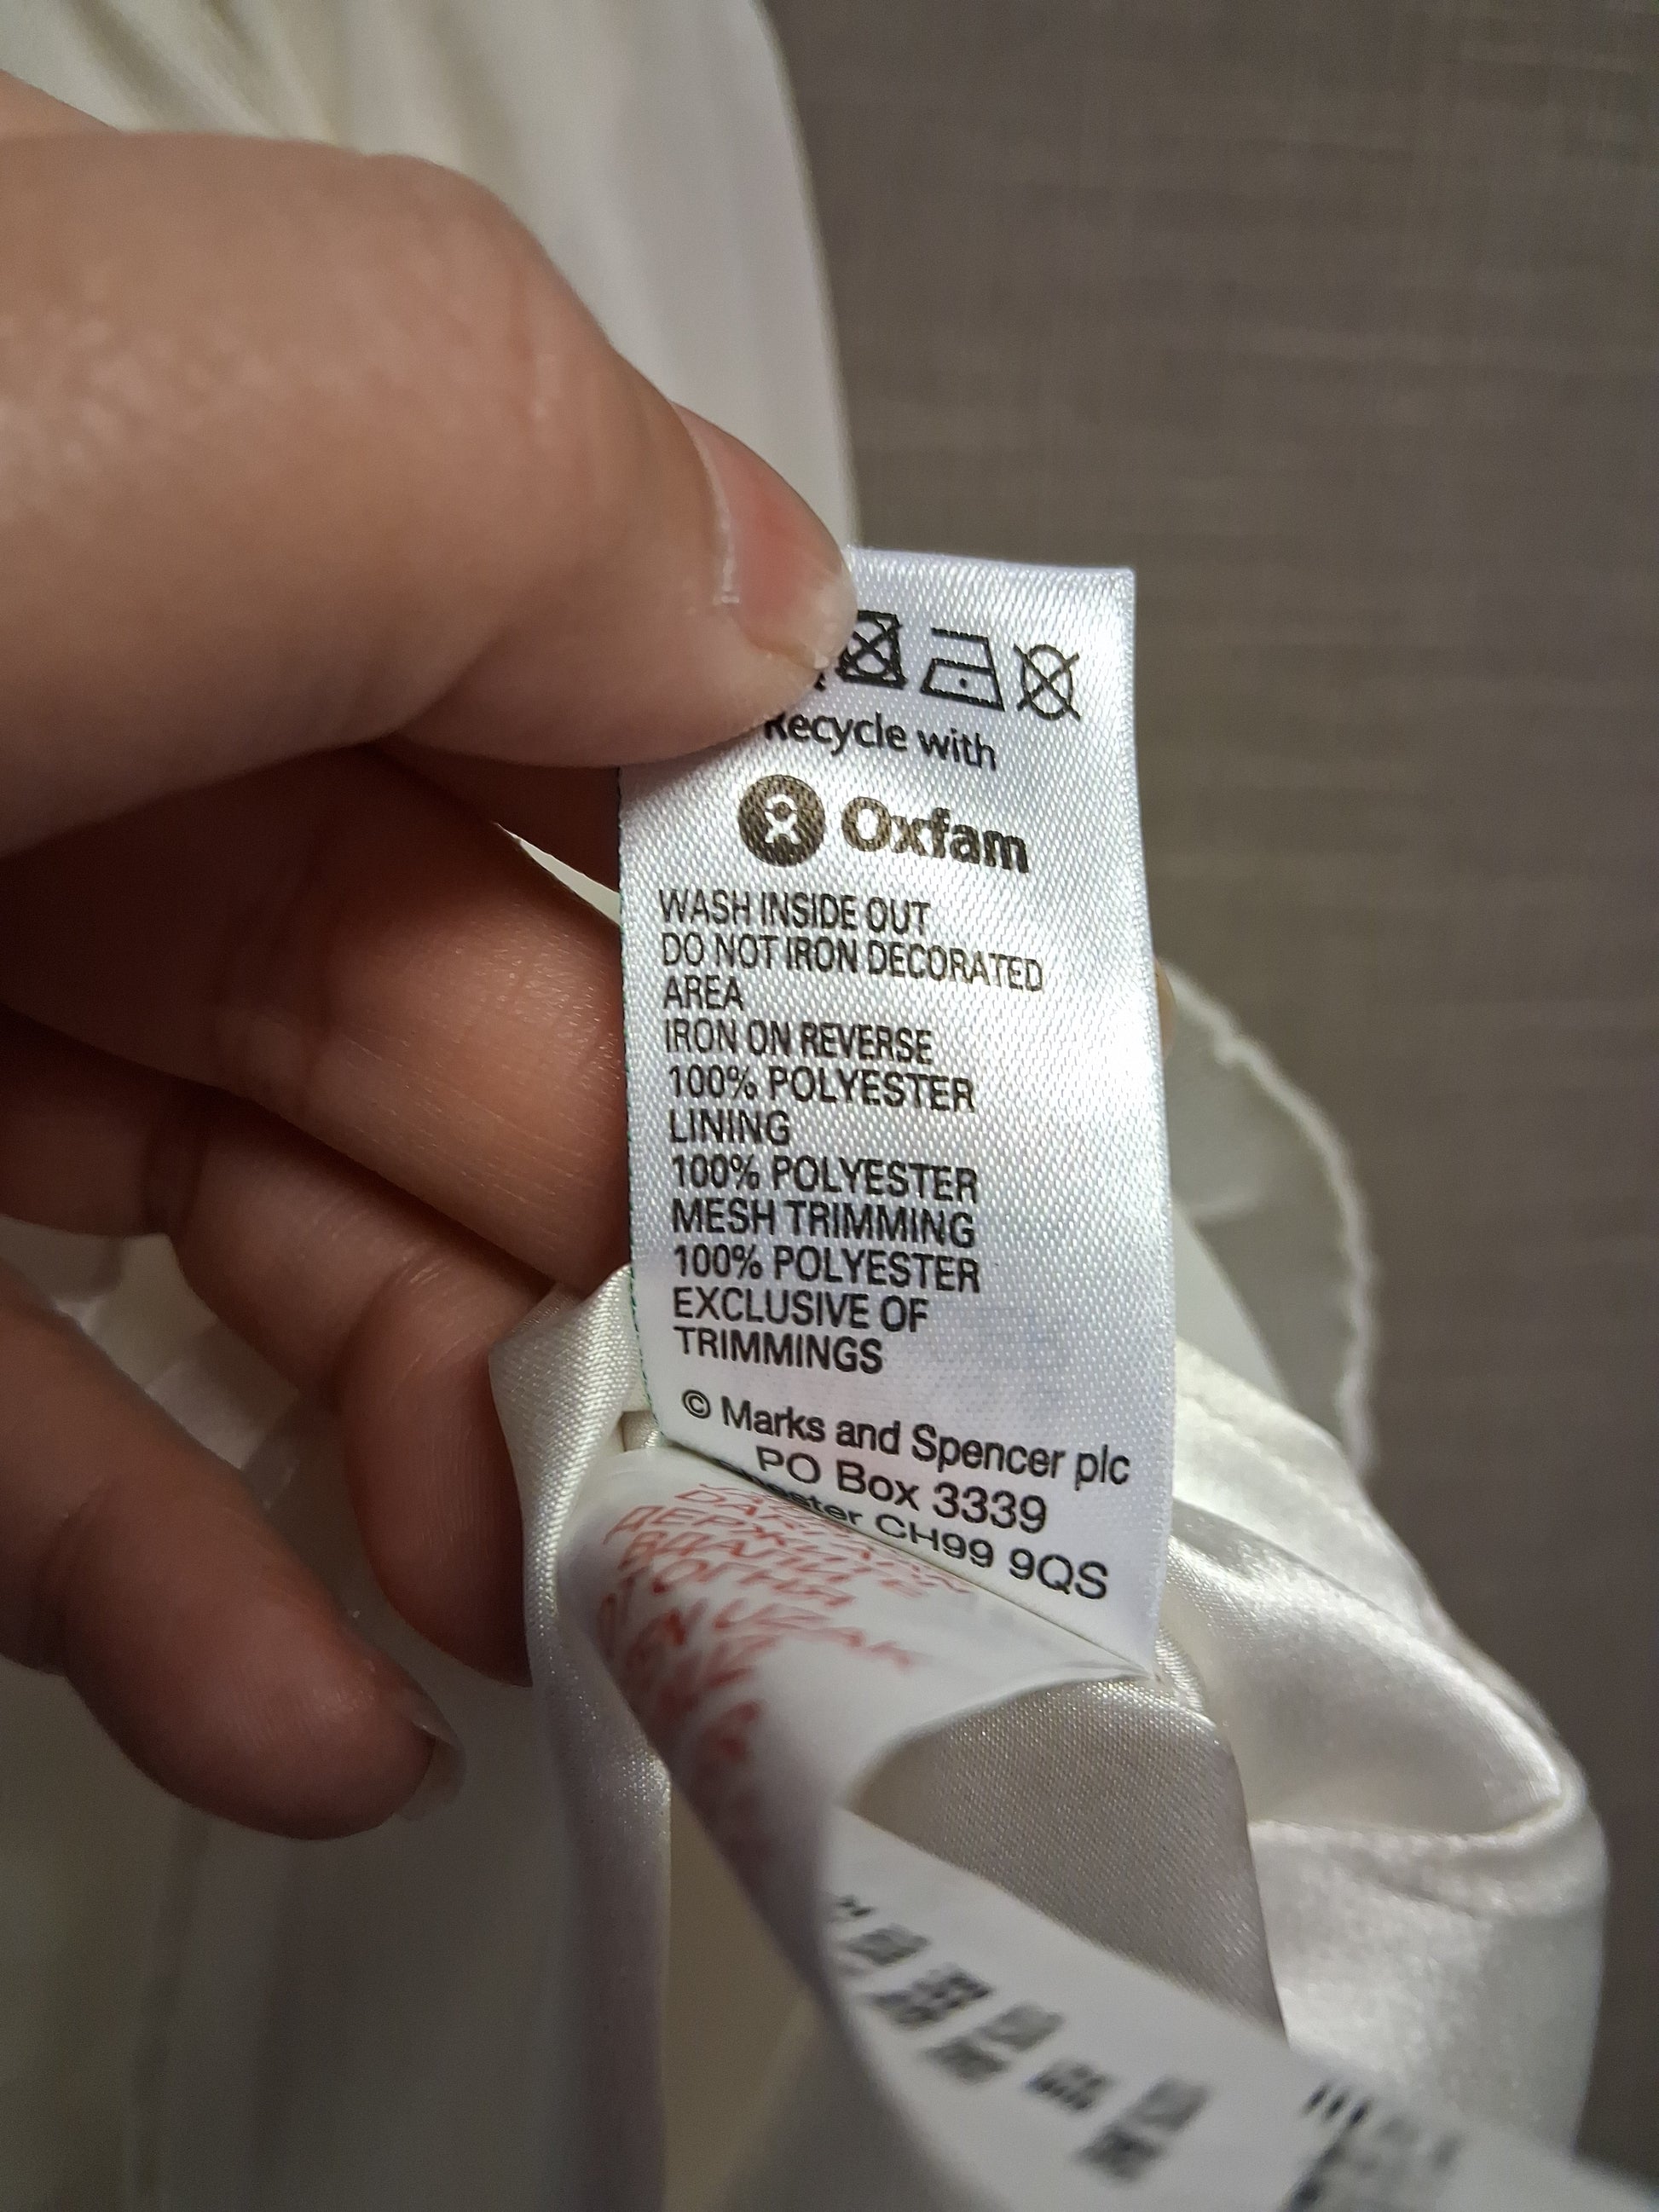 Recycle with
Oxfam
WASH INSIDE OUT
DO NOT IRON DECORATED
AREA
IRON ON REVERSE
100% POLYESTER
LINING
100% POLYESTER
MESH TRIMMING
100% POLYESTER
EXCLUSIVE OF
TRIMMINGS
© Marks and Spencer plc
PO Box 3339
CH99 9QS